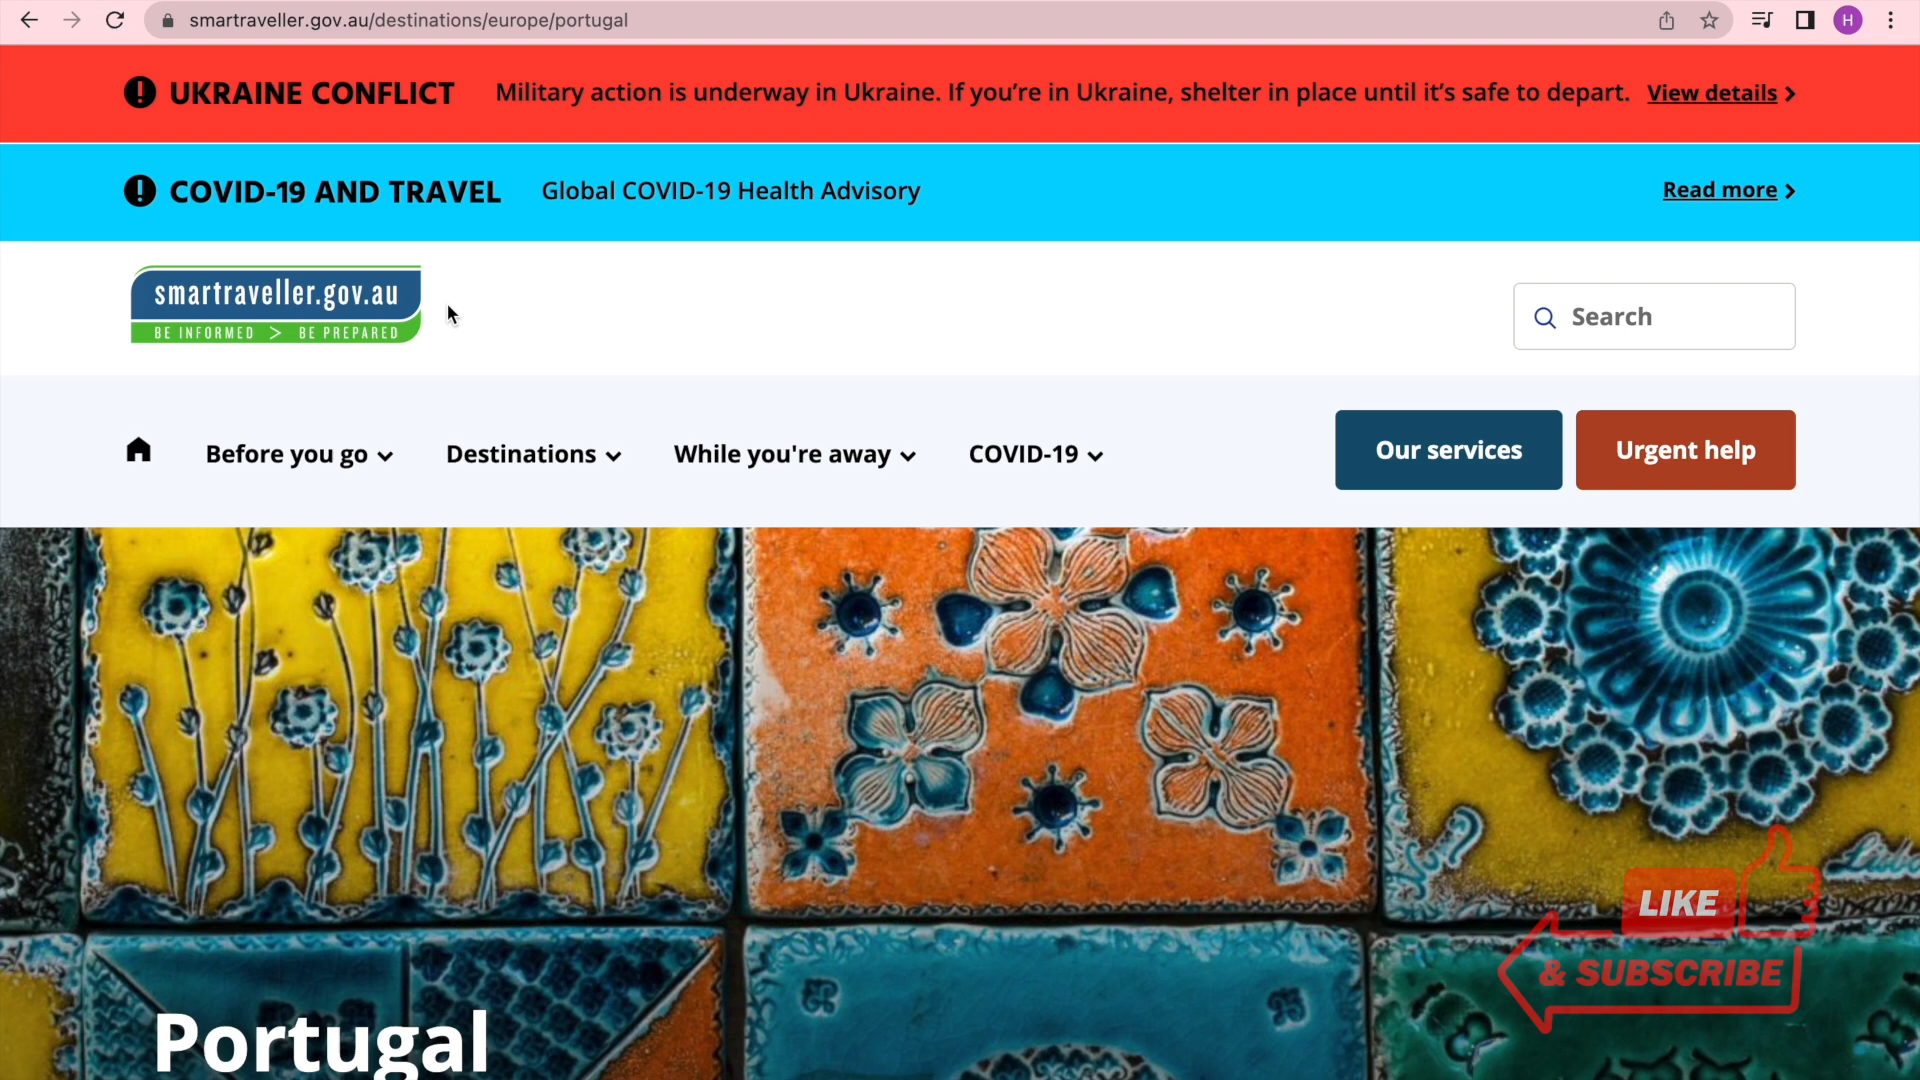 smartraveller.gov.au/destinations/europe/portugal
H
UKRAINE CONFLICT Military action is underway in Ukraine. If you’re in Ukraine, shelter in place until it’s safe to depart. View details
COVID-19 AND TRAVEL Global COVID-19 Health Advisory Read more
smartraveller.gov.au
BE INFORMED > BE PREPARED
Search
Before you go Destinations While you're away COVID-19 Our services Urgent help
LIKE
& SUBSCRIBE
Portugal